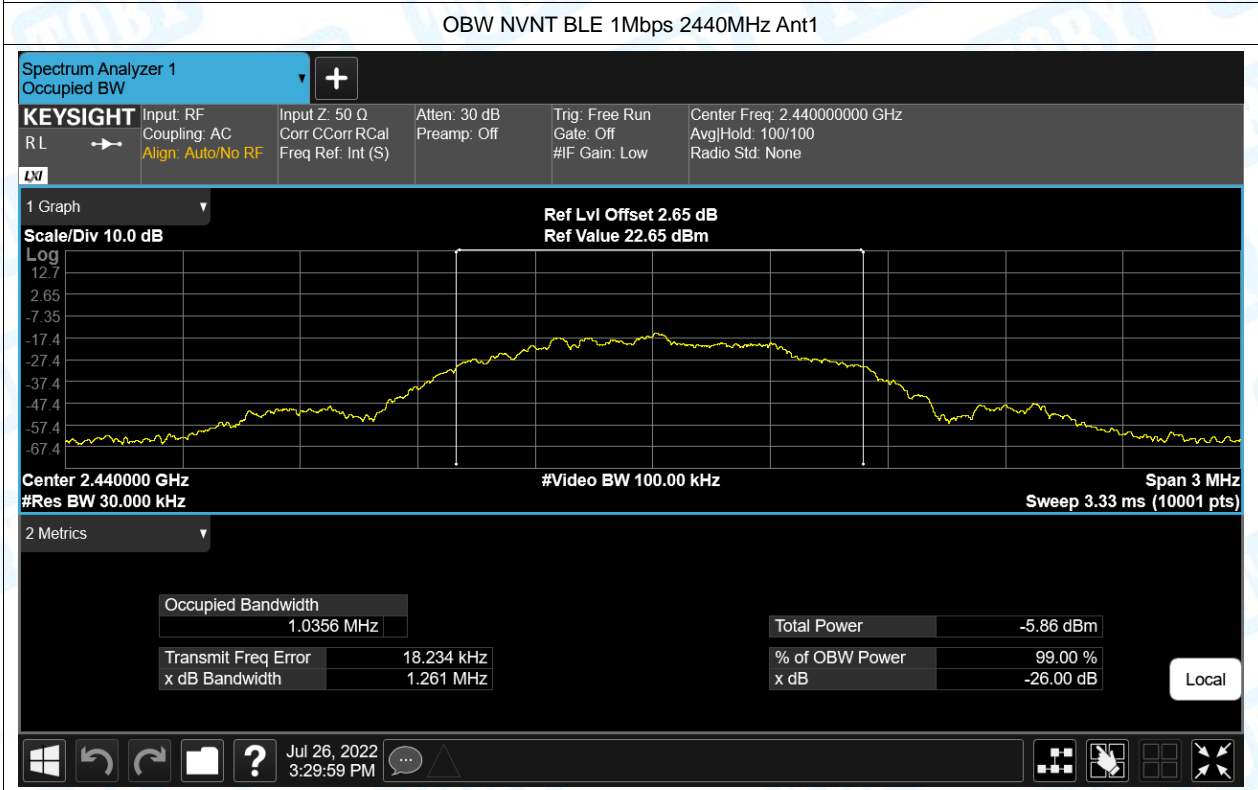 OBW NVNT BLE 1Mbps 2440MHz Ant1
Spectrum Analyzer 1
Occupied BW
KEYSIGHT
RL
LXI
Input: RF
Coupling: AC
Align: Auto/No RF
Input Z: 50 Ω
Corr CCorr RCal
Freq Ref: Int (S)
Atten: 30 dB
Preamp: Off
Trig: Free Run
Gate: Off
#IF Gain: Low
Center Freq: 2.440000000 GHz
Avg|Hold: 100/100
Radio Std: None
1 Graph
Scale/Div 10.0 dB
Ref Lvl Offset 2.65 dB
Ref Value 22.65 dBm
Log
12.7
2.65
-7.35
-17.4
-27.4
-37.4
-47.4
-57.4
-67.4
Center 2.440000 GHz
#Res BW 30.000 kHz
#Video BW 100.00 kHz
Span 3 MHz
Sweep 3.33 ms (10001 pts)
2 Metrics
Occupied Bandwidth
1.0356 MHz
Transmit Freq Error 18.234 kHz
x dB Bandwidth 1.261 MHz
Total Power -5.86 dBm
% of OBW Power 99.00 %
x dB -26.00 dB
Local
?
Jul 26, 2022
3:29:59 PM